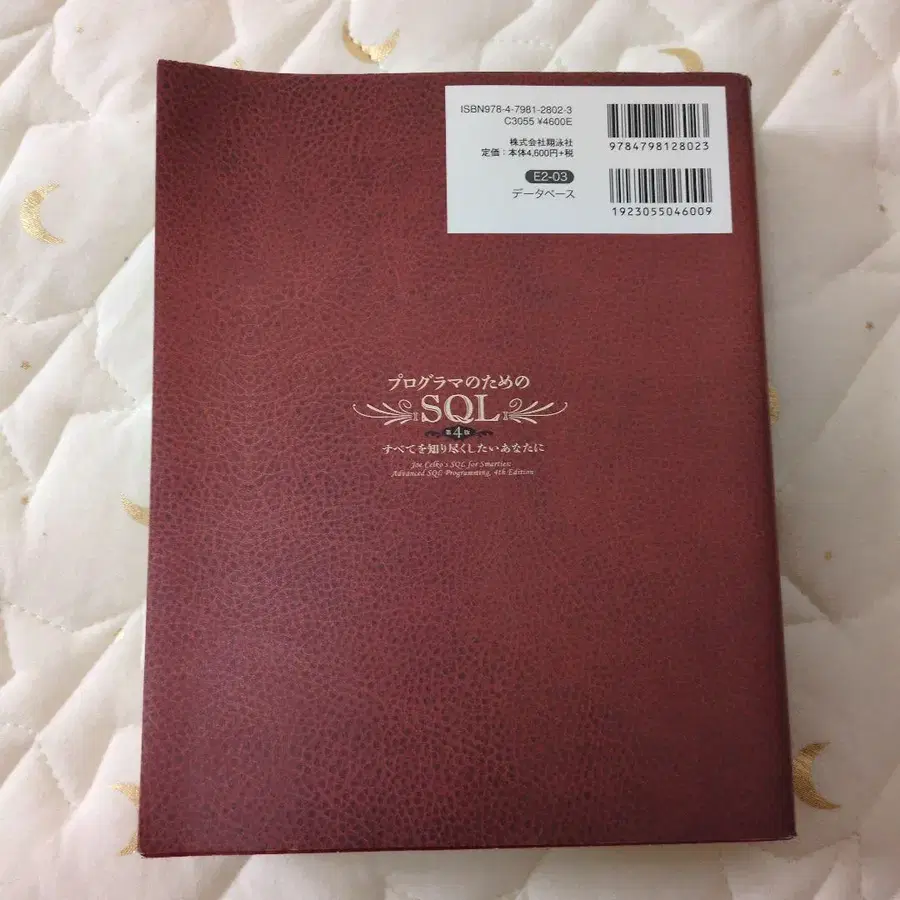 ISBN978-4-7981-2802-3
C3055 ¥4600E
株式会社翔泳社
定価：本体4,600円+税
E2-03
データベース
9784798128023
1923055046009
プログラマのための
SQL
第4版
すべてを知り尽くしたいあなたに
Joe Celko's SQL for Smarties:
Advanced SQL Programming, 4th Edition